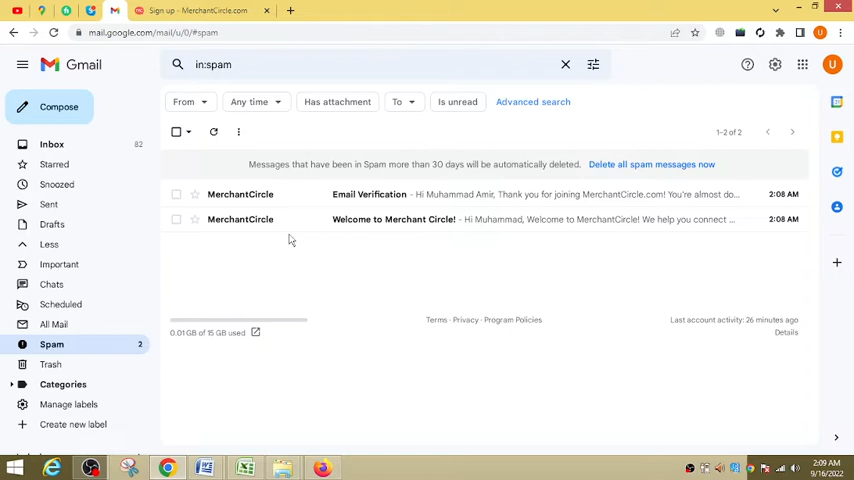 Sign up - MerchantCircle.com
mail.google.com/mail/u/0/#spam
U
Gmail
in:spam
U
Compose
From
Any time
Has attachment
To
Is unread
Advanced search
Inbox 82
1-2 of 2
Starred
Messages that have been in Spam more than 30 days will be automatically deleted. Delete all spam messages now
Snoozed
MerchantCircle Email Verification - Hi Muhammad Amir, Thank you for joining MerchantCircle.com! You're almost do... 2:08 AM
Sent
MerchantCircle Welcome to Merchant Circle! - Hi Muhammad, Welcome to MerchantCircle! We help you connect ... 2:08 AM
Drafts
Less
Important
Chats
Scheduled
All Mail
Terms · Privacy · Program Policies
Last account activity: 26 minutes ago
0.01 GB of 15 GB used
Details
Spam 2
Trash
Categories
Manage labels
Create new label
2:09 AM
9/16/2022